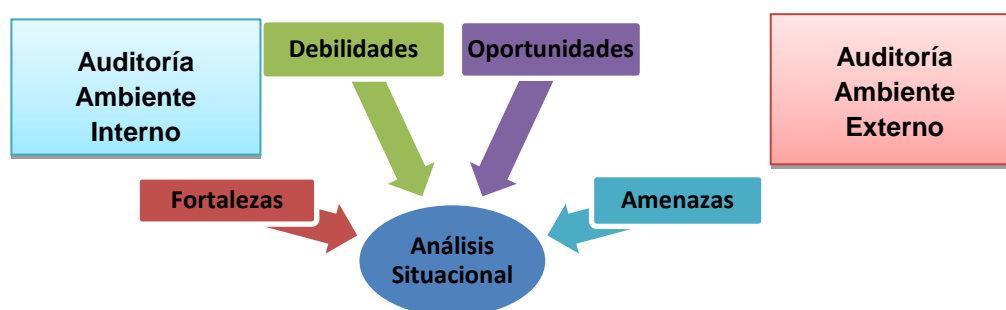 Auditoría
Ambiente
Interno
Debilidades
Oportunidades
Auditoría
Ambiente
Externo
Fortalezas
Amenazas
Análisis
Situacional